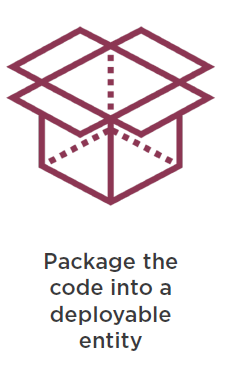 Package the
code into a
deployable
entity